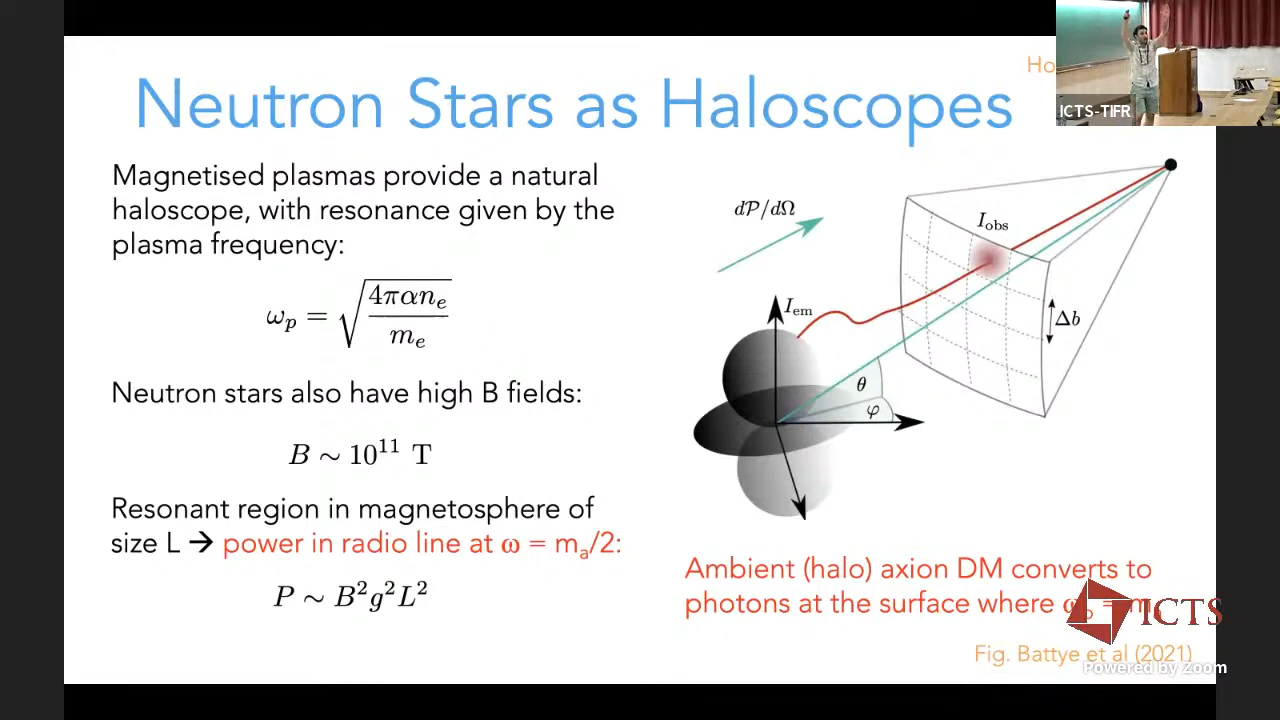 Neutron Stars as Haloscopes
ICTS-TIFR
Magnetised plasmas provide a natural
haloscope, with resonance given by the
plasma frequency:
ω_p = √(4παn_e / m_e)
Neutron stars also have high B fields:
B ∼ 10^11 T
Resonant region in magnetosphere of
size L → power in radio line at ω = m_a/2:
P ∼ B²g²L²
dP/dΩ
I_obs
I_em
Δb
θ
φ
Ambient (halo) axion DM converts to
photons at the surface where
ICTS
Fig. Battye et al (2021)
Powered by Zoom